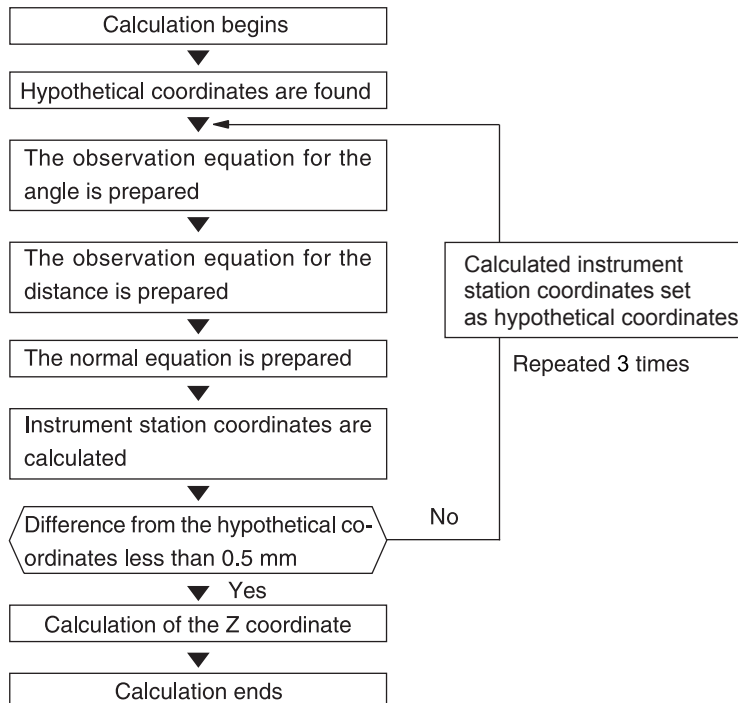 Calculation begins
Hypothetical coordinates are found
The observation equation for the
angle is prepared
The observation equation for the
distance is prepared
Calculated instrument
station coordinates set
as hypothetical coordinates
The normal equation is prepared
Repeated 3 times
Instrument station coordinates are
calculated
Difference from the hypothetical co-
ordinates less than 0.5 mm
No
Yes
Calculation of the Z coordinate
Calculation ends